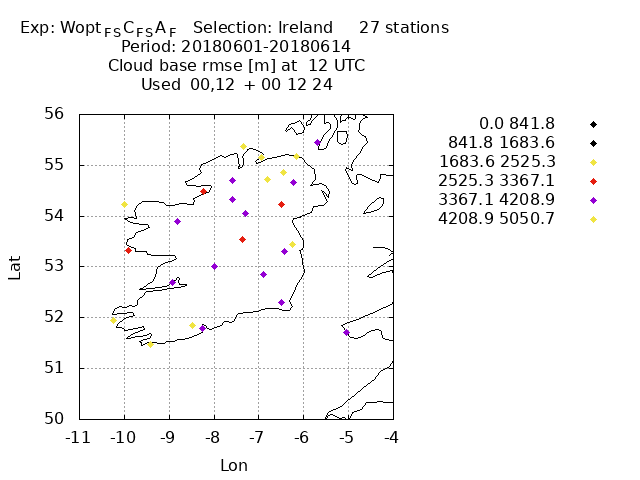 Exp: Wopt FS C FS A F Selection: Ireland 27 stations
Period: 20180601-20180614
Cloud base rmse [m] at 12 UTC
Used 00,12 + 00 12 24
0.0 841.8
841.8 1683.6
1683.6 2525.3
2525.3 3367.1
3367.1 4208.9
4208.9 5050.7
56
55
54
53
52
51
50
Lat
-11 -10 -9 -8 -7 -6 -5 -4
Lon